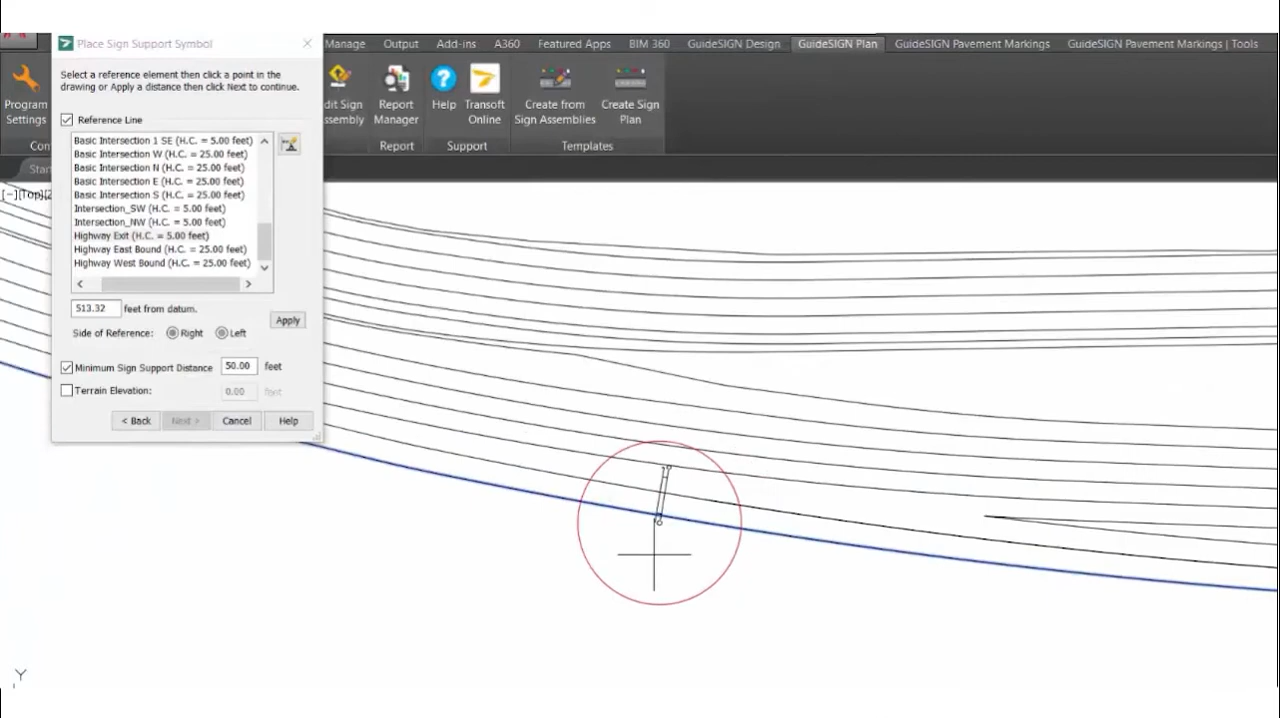 Place Sign Support Symbol
Manage Output Add-ins A360 Featured Apps BIM 360 GuideSIGN Design GuideSIGN Plan GuideSIGN Pavement Markings GuideSIGN Pavement Markings | Tools
Select a reference element then click a point in the
drawing or Apply a distance then click Next to continue.
Program
Settings
dit Sign
ssembly
Report
Manager
Help
Transoft
Online
Create from
Sign Assemblies
Create Sign
Plan
Con
Report
Support
Templates
Start
[−][Top][2
Reference Line
Basic Intersection 1 SE (H.C. = 5.00 feet)
Basic Intersection W (H.C. = 25.00 feet)
Basic Intersection N (H.C. = 25.00 feet)
Basic Intersection E (H.C. = 25.00 feet)
Basic Intersection S (H.C. = 25.00 feet)
Intersection_SW (H.C. = 5.00 feet)
Intersection_NW (H.C. = 5.00 feet)
Highway Exit (H.C. = 5.00 feet)
Highway East Bound (H.C. = 25.00 feet)
Highway West Bound (H.C. = 25.00 feet)
513.32 feet from datum.
Apply
Side of Reference: Right Left
Minimum Sign Support Distance 50.00 feet
Terrain Elevation: 0.00 feet
< Back Next > Cancel Help
Y